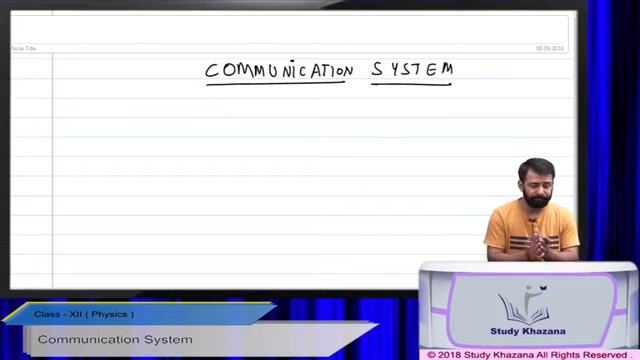 Note Title
08-09-2018
COMMUNICATION SYSTEM
Study Khazana
Class - XII ( Physics )
Communication System
© 2018 Study Khazana All Rights Reserved .